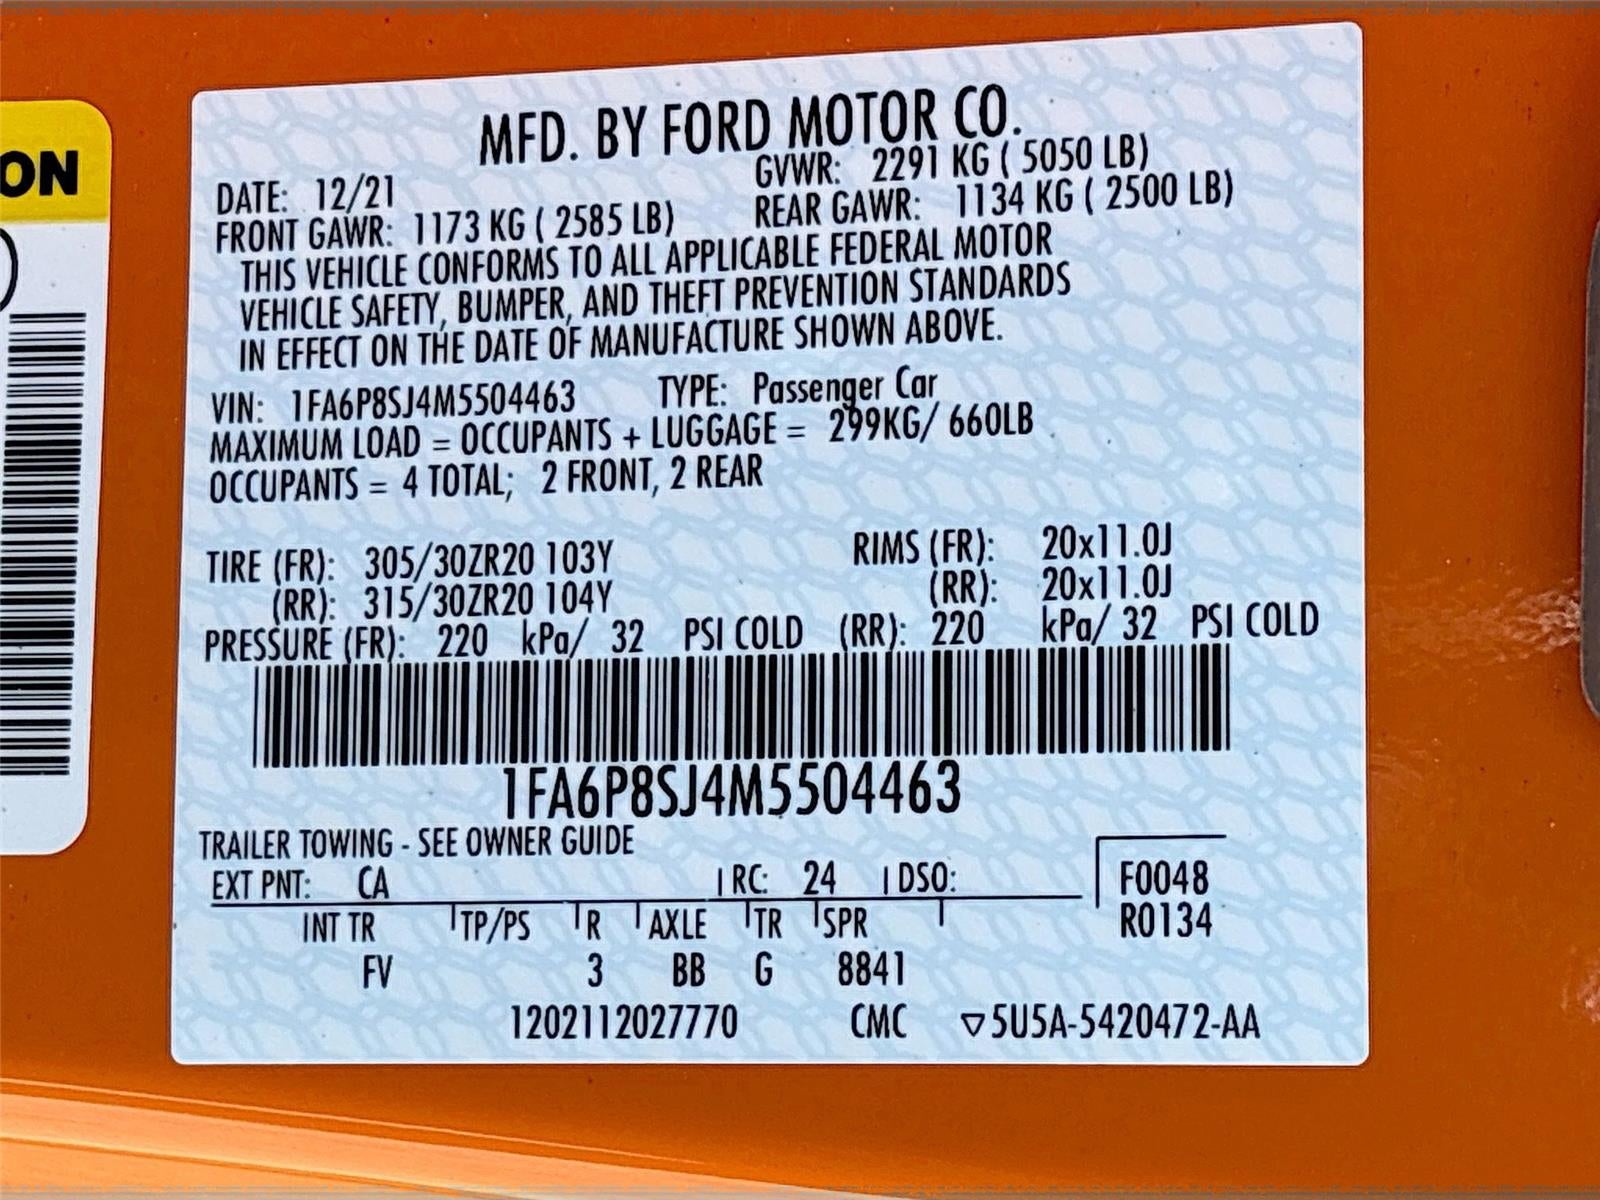 ON
MFD. BY FORD MOTOR CO.
DATE: 12/21 GVWR: 2291 KG ( 5050 LB)
FRONT GAWR: 1173 KG ( 2585 LB) REAR GAWR: 1134 KG ( 2500 LB)
THIS VEHICLE CONFORMS TO ALL APPLICABLE FEDERAL MOTOR
VEHICLE SAFETY, BUMPER, AND THEFT PREVENTION STANDARDS
IN EFFECT ON THE DATE OF MANUFACTURE SHOWN ABOVE.
VIN: 1FA6P8SJ4M5504463 TYPE: Passenger Car
MAXIMUM LOAD = OCCUPANTS + LUGGAGE = 299KG/ 660LB
OCCUPANTS = 4 TOTAL; 2 FRONT, 2 REAR
TIRE (FR): 305/30ZR20 103Y RIMS (FR): 20x11.0J
(RR): 315/30ZR20 104Y (RR): 20x11.0J
PRESSURE (FR): 220 kPa/ 32 PSI COLD (RR): 220 kPa/ 32 PSI COLD
1FA6P8SJ4M5504463
TRAILER TOWING - SEE OWNER GUIDE
EXT PNT: CA RC: 24 DSO: F0048
INT TR TP/PS R AXLE TR SPR R0134
FV 3 BB G 8841
1202112027770 CMC ▽5U5A-5420472-AA